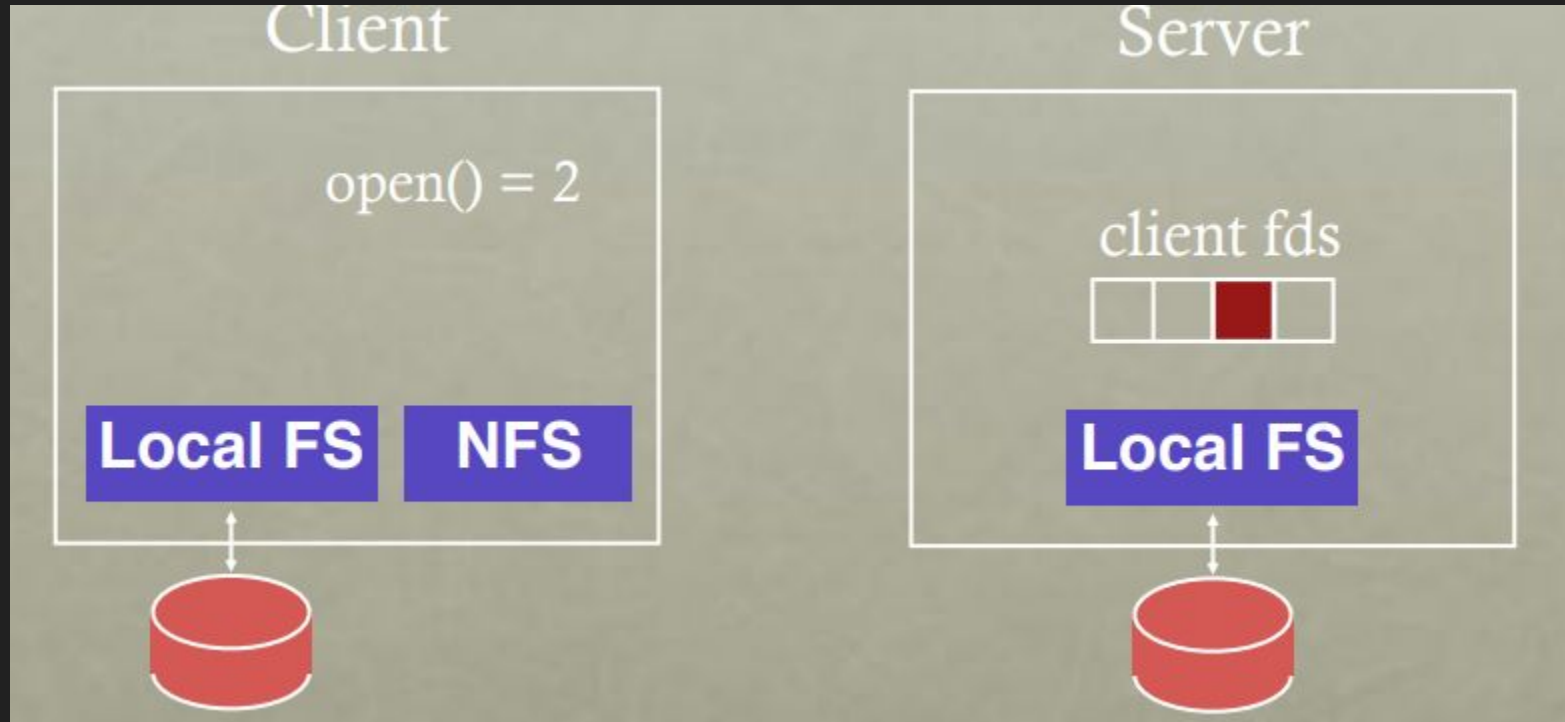 Client
Server
open() = 2
client fds
Local FS
NFS
Local FS